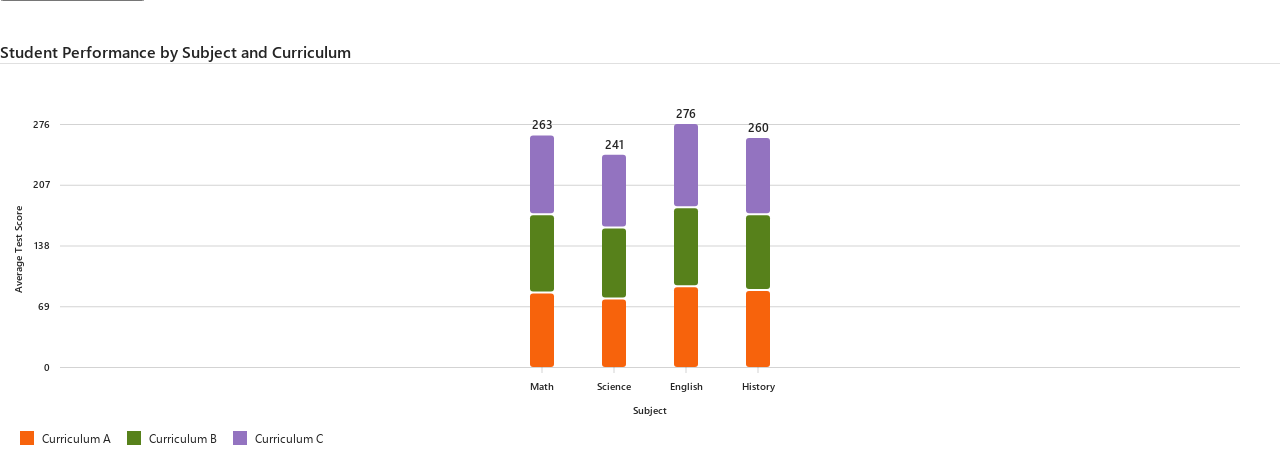 Student Performance by Subject and Curriculum
276
207
138
69
0
Average Test Score
263
241
276
260
Math
Science
English
History
Subject
Curriculum A
Curriculum B
Curriculum C